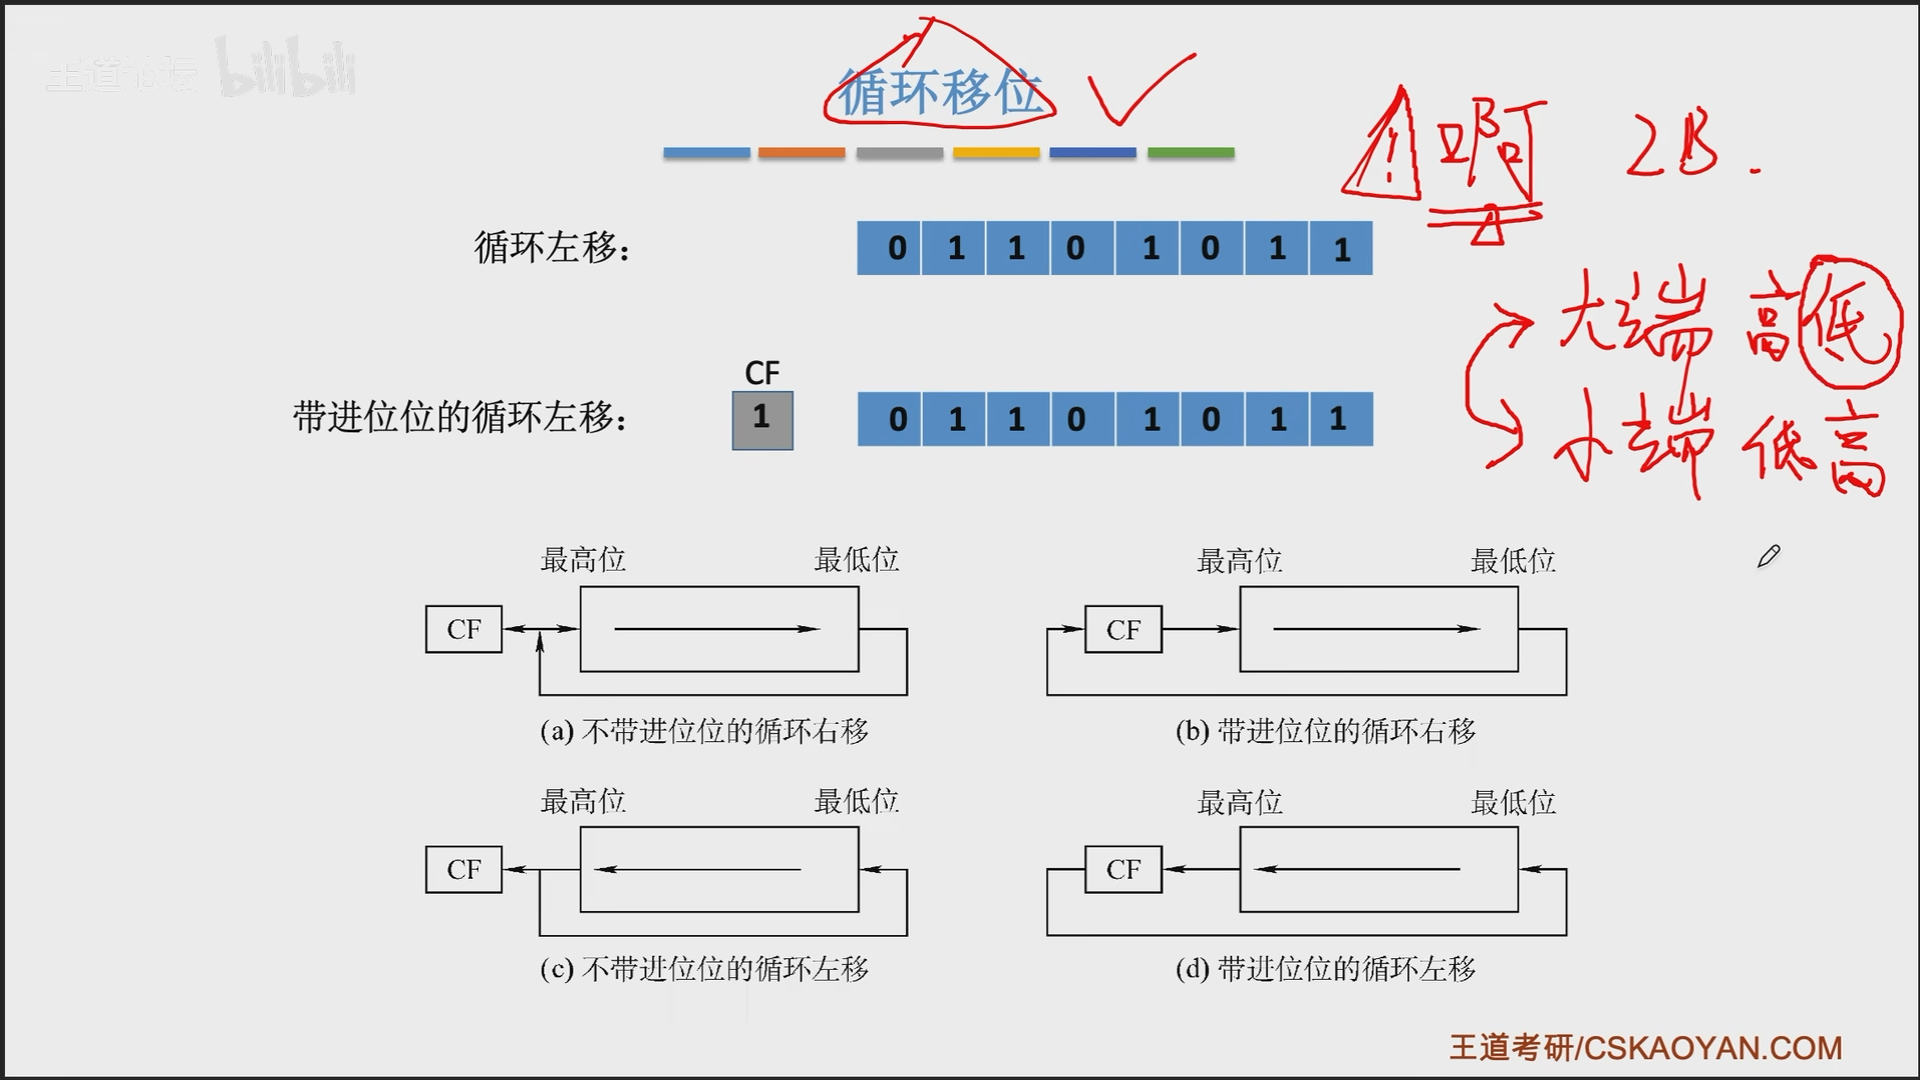 王道论坛 bilibili
循环移位
啊 2B.
循环左移: 0 1 1 0 1 0 1 1
大端 高低
CF
带进位位的循环左移: 1 0 1 1 0 1 0 1 1
小端 低高
最高位 最低位 最高位 最低位
CF CF
(a) 不带进位位的循环右移 (b) 带进位位的循环右移
最高位 最低位 最高位 最低位
CF CF
(c) 不带进位位的循环左移 (d) 带进位位的循环左移
王道考研/CSKAOYAN.COM